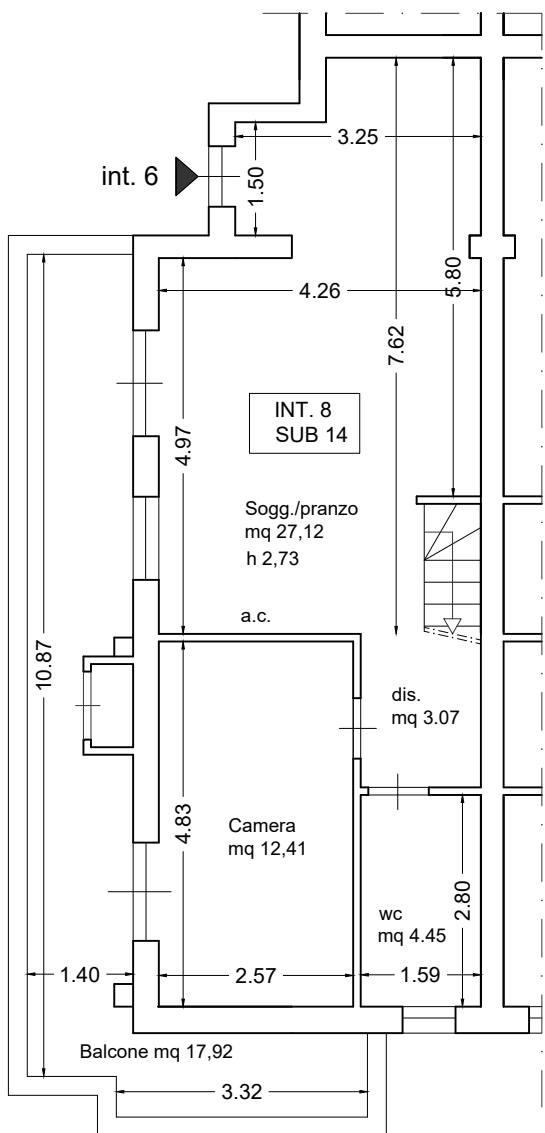 3.25
int. 6
1.50
5.80
4.26
7.62
INT. 8
SUB 14
4.97
Sogg./pranzo
mq 27,12
h 2,73
a.c.
10.87
dis.
mq 3.07
4.83
Camera
mq 12,41
2.80
wc
mq 4.45
1.40
2.57
1.59
Balcone mq 17,92
3.32